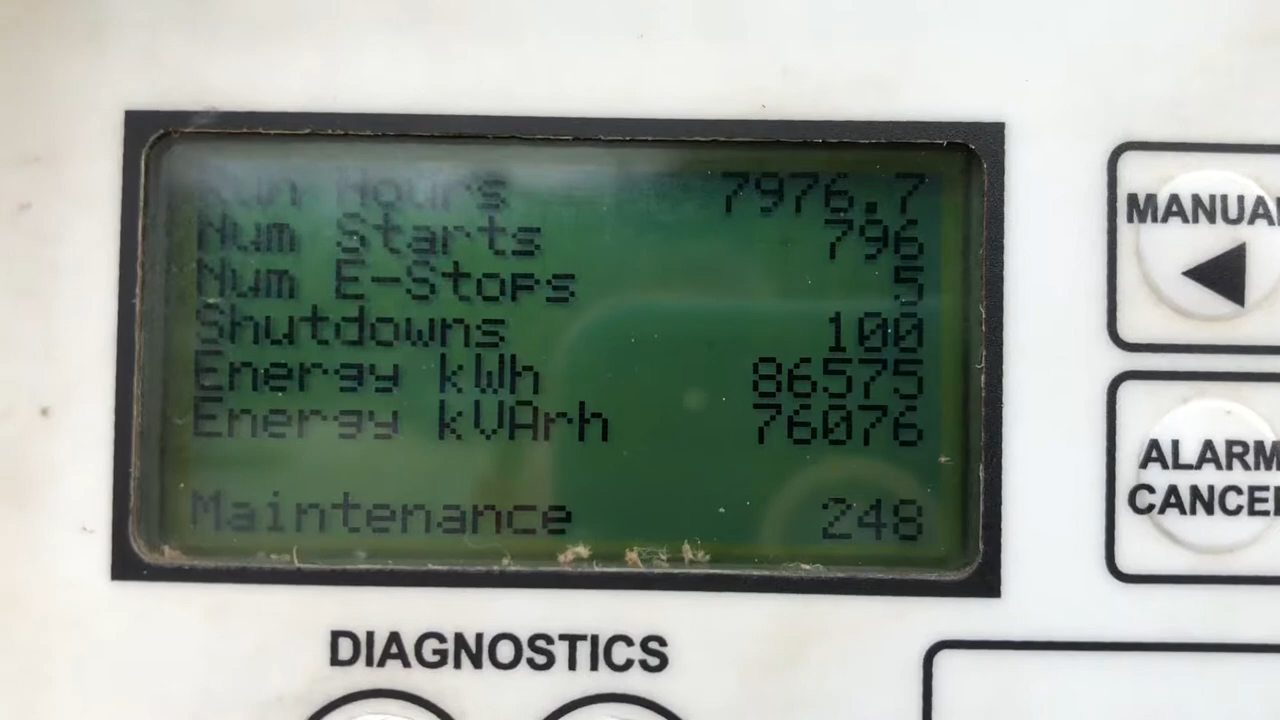 Run Hours 7976.7
Num Starts 796
Num E-Stops 5
Shutdowns 100
Energy kWh 86575
Energy kVArh 76076
Maintenance 248
MANUAL
ALARM
CANCEL
DIAGNOSTICS